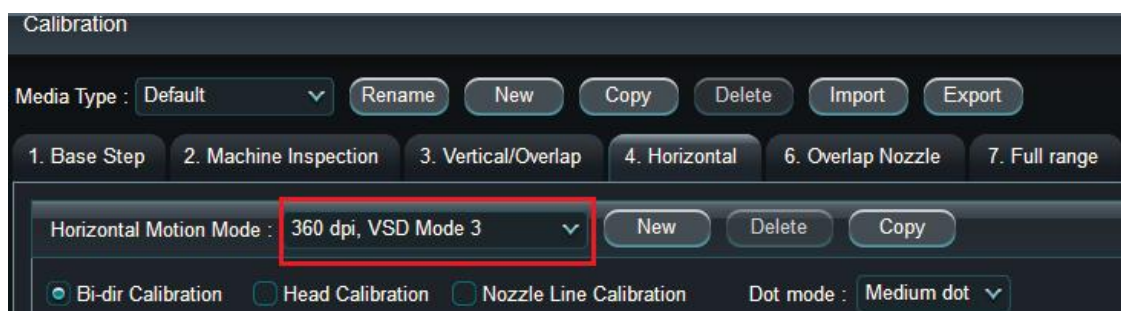 Calibration
Media Type : Default Rename New Copy Delete Import Export
1. Base Step 2. Machine Inspection 3. Vertical/Overlap 4. Horizontal 6. Overlap Nozzle 7. Full range
Horizontal Motion Mode : 360 dpi, VSD Mode 3 New Delete Copy
Bi-dir Calibration Head Calibration Nozzle Line Calibration Dot mode : Medium dot